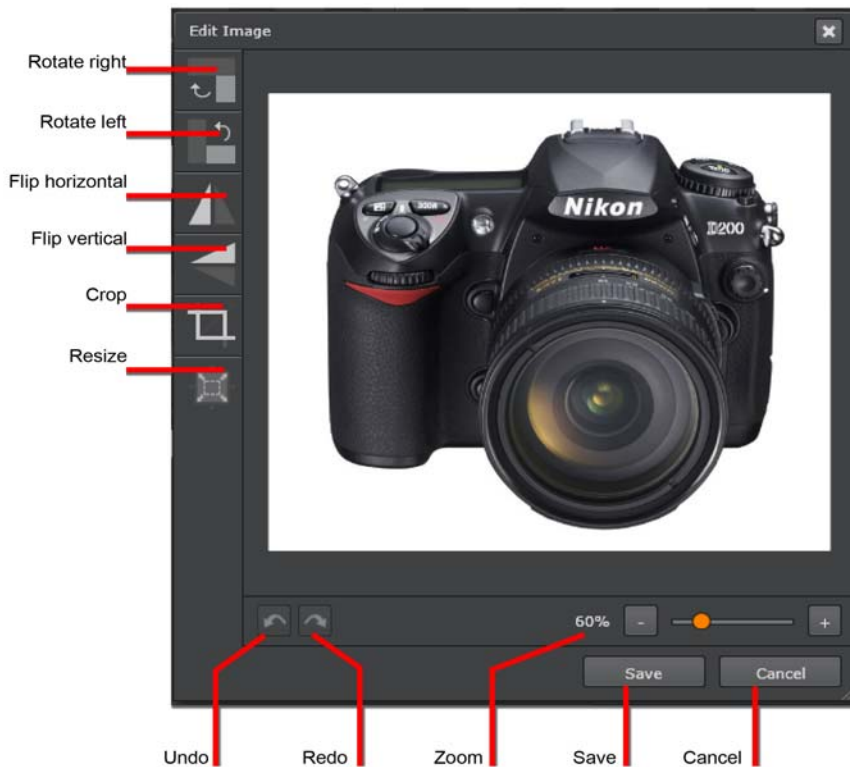 Edit Image
Rotate right
Rotate left
Flip horizontal
Flip vertical
Crop
Resize
Nikon
D200
60%
-
+
Save
Cancel
Undo
Redo
Zoom
Save
Cancel